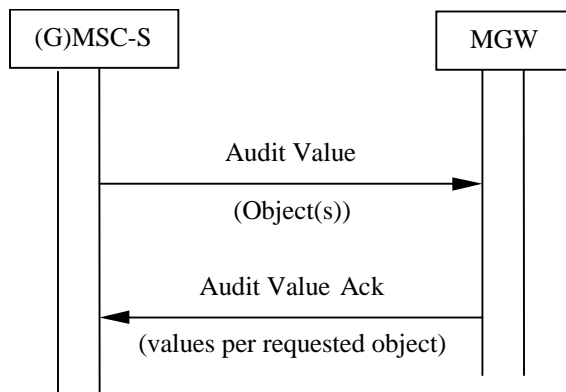 (G)MSC-S
MGW
Audit Value
(Object(s))
Audit Value Ack
(values per requested object)